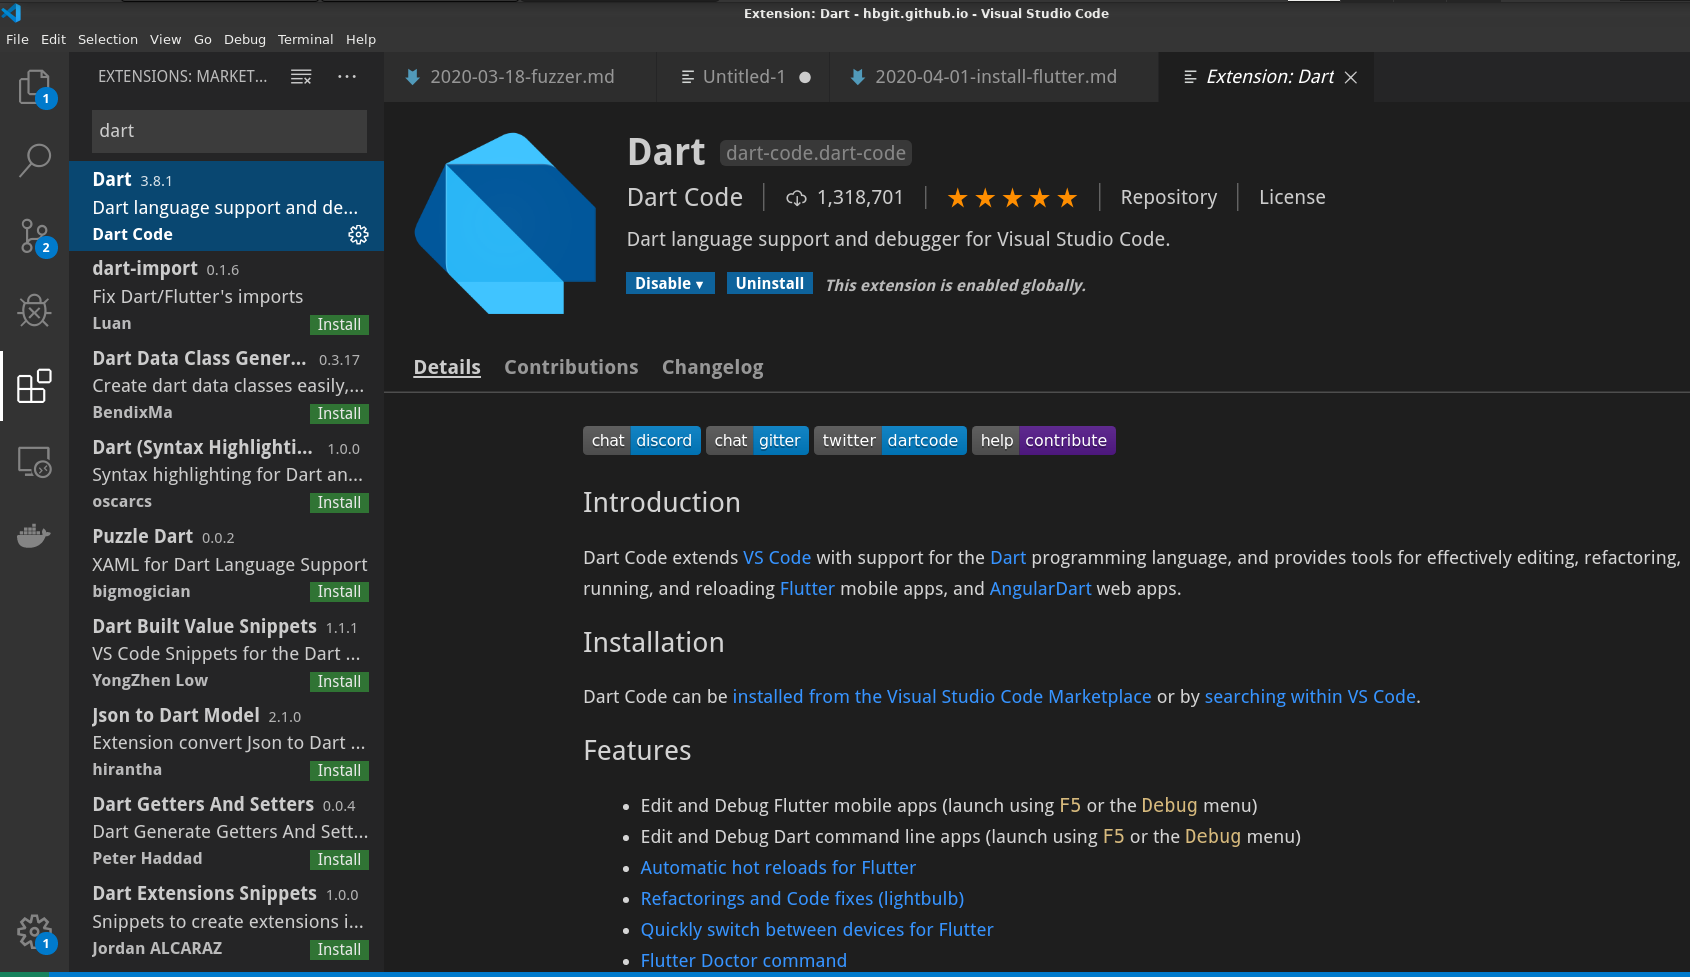 Extension: Dart - hbgit.github.io - Visual Studio Code
File Edit Selection View Go Debug Terminal Help
EXTENSIONS: MARKET...
2020-03-18-fuzzer.md
Untitled-1
2020-04-01-install-flutter.md
Extension: Dart
1
2
1
dart
Dart 3.8.1
Dart language support and de...
Dart Code
dart-import 0.1.6
Fix Dart/Flutter's imports
Luan Install
Dart Data Class Gener... 0.3.17
Create dart data classes easily,...
BendixMa Install
Dart (Syntax Highlighti... 1.0.0
Syntax highlighting for Dart an...
oscarcs Install
Puzzle Dart 0.0.2
XAML for Dart Language Support
bigmogician Install
Dart Built Value Snippets 1.1.1
VS Code Snippets for the Dart ...
YongZhen Low Install
Json to Dart Model 2.1.0
Extension convert Json to Dart ...
hirantha Install
Dart Getters And Setters 0.0.4
Dart Generate Getters And Sett...
Peter Haddad Install
Dart Extensions Snippets 1.0.0
Snippets to create extensions i...
Jordan ALCARAZ Install
Dart dart-code.dart-code
Dart Code 1,318,701 Repository License
Dart language support and debugger for Visual Studio Code.
Disable Uninstall This extension is enabled globally.
Details Contributions Changelog
chat discord chat gitter twitter dartcode help contribute
Introduction
Dart Code extends VS Code with support for the Dart programming language, and provides tools for effectively editing, refactoring,
running, and reloading Flutter mobile apps, and AngularDart web apps.
Installation
Dart Code can be installed from the Visual Studio Code Marketplace or by searching within VS Code.
Features
• Edit and Debug Flutter mobile apps (launch using F5 or the Debug menu)
• Edit and Debug Dart command line apps (launch using F5 or the Debug menu)
• Automatic hot reloads for Flutter
• Refactorings and Code fixes (lightbulb)
• Quickly switch between devices for Flutter
• Flutter Doctor command